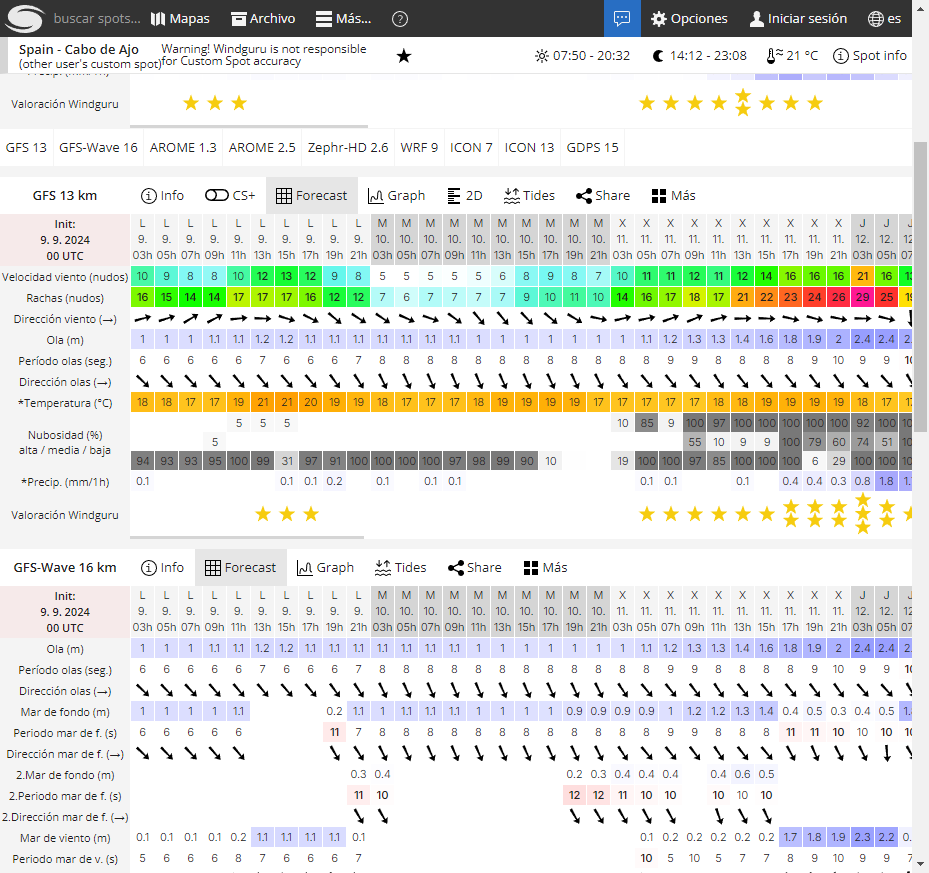 buscar spots... Mapas Archivo Más... ? Opciones Iniciar sesión es
Spain - Cabo de Ajo Warning! Windguru is not responsible
(other user's custom spot) for Custom Spot accuracy 07:50 - 20:32 14:12 - 23:08 21 °C Spot info
Valoración Windguru
GFS 13 GFS-Wave 16 AROME 1.3 AROME 2.5 Zephr-HD 2.6 WRF 9 ICON 7 ICON 13 GDPS 15
GFS 13 km Info CS+ Forecast Graph 2D Tides Share Más
Init: L L L L L L L L L L M M M M M M M M M M X X X X X X X X X X J J
9. 9. 2024 9. 9. 9. 9. 9. 9. 9. 9. 9. 9. 10. 10. 10. 10. 10. 10. 10. 10. 10. 10. 11. 11. 11. 11. 11. 11. 11. 11. 11. 11. 12. 12.
00 UTC 03h 05h 07h 09h 11h 13h 15h 17h 19h 21h 03h 05h 07h 09h 11h 13h 15h 17h 19h 21h 03h 05h 07h 09h 11h 13h 15h 17h 19h 21h 03h 05h
Velocidad viento (nudos) 10 9 8 8 10 12 13 12 9 8 5 5 5 5 5 6 8 9 8 7 10 11 11 12 11 12 14 16 16 16 21 16
Rachas (nudos) 16 15 14 14 17 17 17 16 12 12 7 6 7 7 7 7 9 10 11 10 14 16 17 18 17 21 22 23 24 26 29 25
Dirección viento (→)
Ola (m) 1 1 1 1.1 1.1 1.2 1.2 1.1 1.1 1.1 1 1.1 1.1 1.1 1 1 1 1 1 1 1 1.1 1.2 1.3 1.3 1.4 1.6 1.8 1.9 2 2.4 2.4
Período olas (seg.) 6 6 6 6 6 7 6 6 6 7 8 8 8 8 8 8 8 8 8 8 8 9 9 8 8 8 8 8 9 10 9 9
Dirección olas (→)
*Temperatura (°C) 18 18 17 17 19 21 21 20 19 19 18 17 17 17 18 19 19 19 19 17 17 17 17 17 18 18 19 19 19 19 18 17
Nubosidad (%) 5 5 5 10 85 9 100 97 100 100 100 100 100 92 100
alta / media / baja 5 55 10 9 9 100 79 60 74 51
94 93 93 95 100 99 31 97 91 100 100 100 100 97 98 99 90 10 19 100 100 97 85 100 100 100 6 29 100 100
*Precip. (mm/1h) 0.1 0.1 0.1 0.2 0.1 0.1 0.1 0.1 0.1 0.1 0.4 0.4 0.3 0.8 1.8
Valoración Windguru
GFS-Wave 16 km Info Forecast Graph Tides Share Más
Init: L L L L L L L L L L M M M M M M M M M M X X X X X X X X X X J J
9. 9. 2024 9. 9. 9. 9. 9. 9. 9. 9. 9. 9. 10. 10. 10. 10. 10. 10. 10. 10. 10. 10. 11. 11. 11. 11. 11. 11. 11. 11. 11. 11. 12. 12.
00 UTC 03h 05h 07h 09h 11h 13h 15h 17h 19h 21h 03h 05h 07h 09h 11h 13h 15h 17h 19h 21h 03h 05h 07h 09h 11h 13h 15h 17h 19h 21h 03h 05h
Ola (m) 1 1 1 1.1 1.1 1.2 1.2 1.1 1.1 1.1 1 1.1 1.1 1.1 1 1 1 1 1 1 1 1.1 1.2 1.3 1.3 1.4 1.6 1.8 1.9 2 2.4 2.4
Período olas (seg.) 6 6 6 6 6 7 6 6 6 7 8 8 8 8 8 8 8 8 8 8 8 9 9 8 8 8 8 8 9 10 9 9
Dirección olas (→)
Mar de fondo (m) 1 1 1 1 1.1 0.2 1.1 1 1.1 1.1 1.1 1 1 1 1 0.9 0.9 0.9 0.9 1 1.2 1.2 1.3 1.4 0.4 0.5 0.3 0.4 0.5
Periodo mar de f. (s) 6 6 6 6 6 11 7 8 8 8 8 8 8 8 8 8 8 8 8 9 9 8 8 8 11 11 10 10 10
Dirección mar de f. (→)
2.Mar de fondo (m) 0.3 0.4 0.2 0.3 0.4 0.4 0.4 0.4 0.6 0.5
2.Periodo mar de f. (s) 11 10 12 12 11 10 10 10 10 10
2.Dirección mar de f. (→)
Mar de viento (m) 0.1 0.1 0.1 0.1 0.2 1.1 1.1 1.1 1.1 0.1 0.1 0.2 0.2 0.2 0.2 0.2 1.7 1.8 1.9 2.3 2.2
Periodo mar de v. (s) 5 6 6 6 8 7 6 6 6 7 10 5 10 5 7 7 8 9 10 9 9